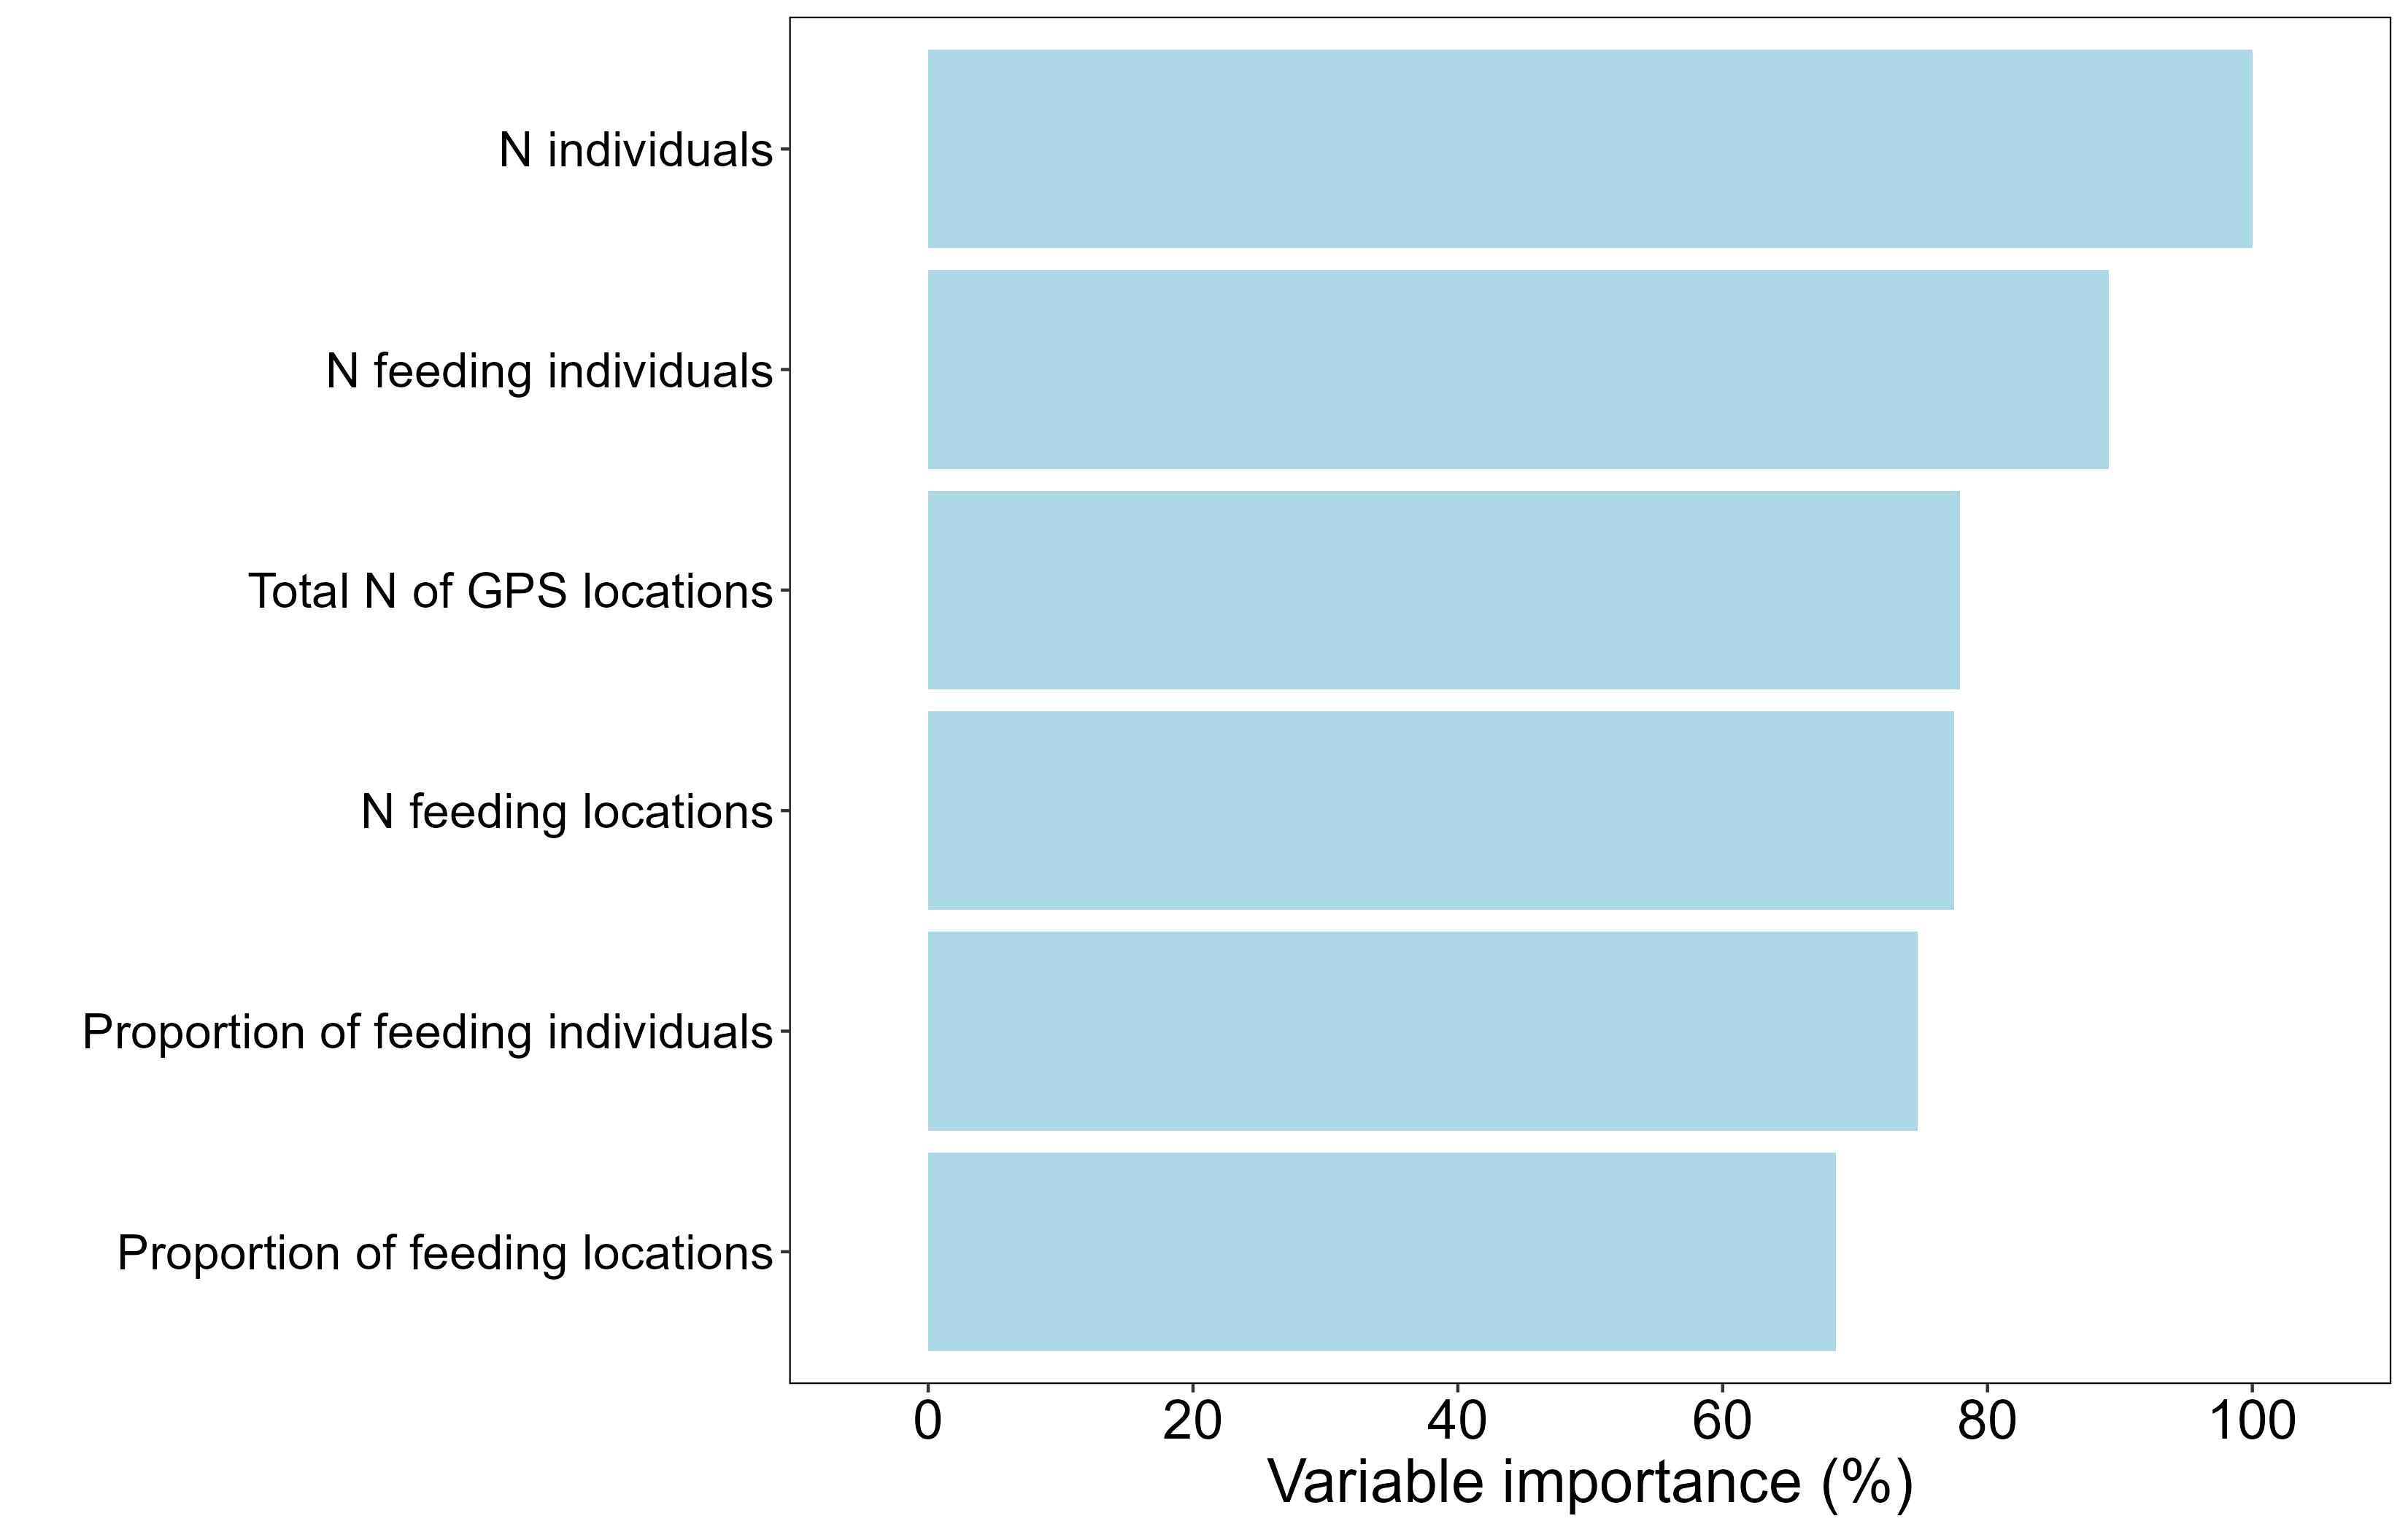 N individuals
N feeding individuals
Total N of GPS locations
N feeding locations
Proportion of feeding individuals
Proportion of feeding locations
0 20 40 60 80 100
Variable importance (%)